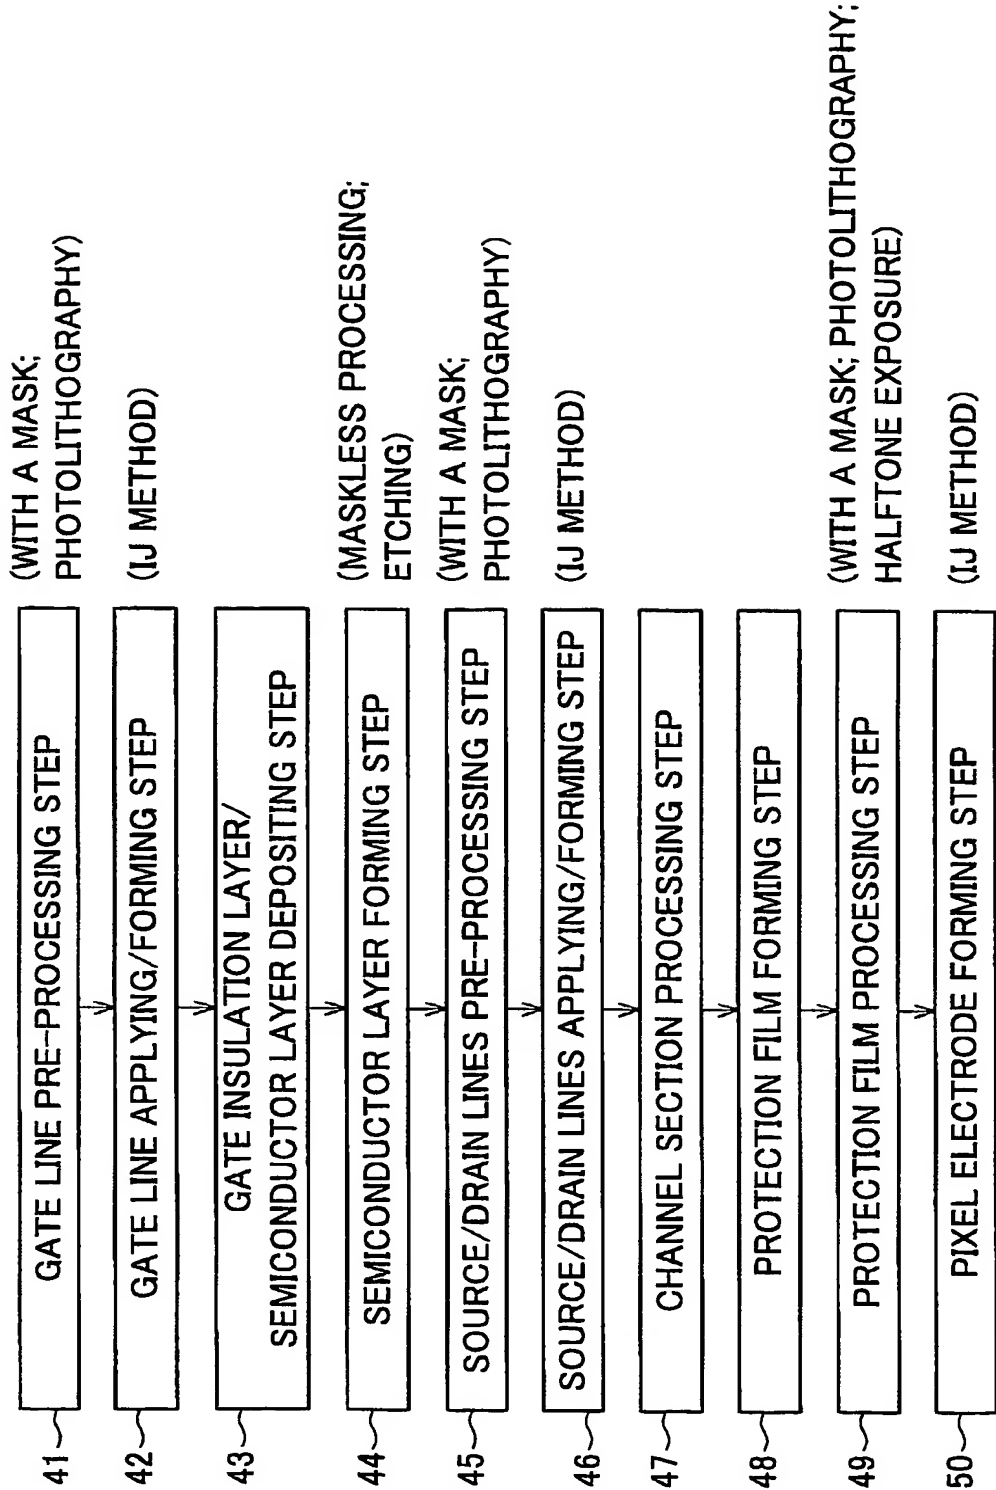 41
GATE LINE PRE-PROCESSING STEP
(WITH A MASK;
PHOTOLITHOGRAPHY)
42
GATE LINE APPLYING/FORMING STEP
(IJ METHOD)
43
GATE INSULATION LAYER/
SEMICONDUCTOR LAYER DEPOSITING STEP
44
SEMICONDUCTOR LAYER FORMING STEP
(MASKLESS PROCESSING;
ETCHING)
45
SOURCE/DRAIN LINES PRE-PROCESSING STEP
(WITH A MASK;
PHOTOLITHOGRAPHY)
46
SOURCE/DRAIN LINES APPLYING/FORMING STEP
(IJ METHOD)
47
CHANNEL SECTION PROCESSING STEP
48
PROTECTION FILM FORMING STEP
49
PROTECTION FILM PROCESSING STEP
(WITH A MASK; PHOTOLITHOGRAPHY;
HALFTONE EXPOSURE)
50
PIXEL ELECTRODE FORMING STEP
(IJ METHOD)